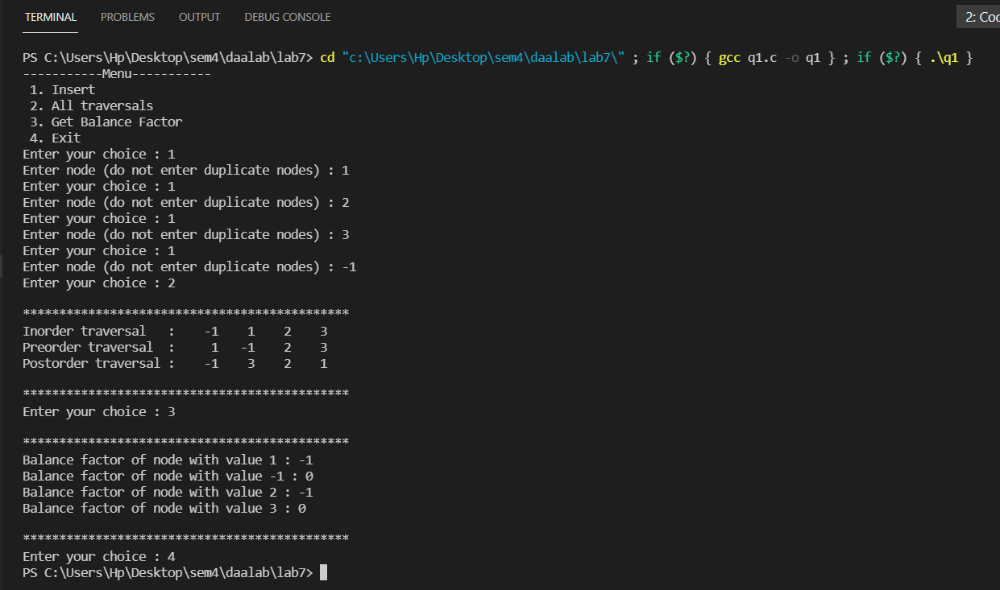 TERMINAL PROBLEMS OUTPUT DEBUG CONSOLE 2: Coc
PS C:\Users\Hp\Desktop\sem4\daalab\lab7> cd "c:\Users\Hp\Desktop\sem4\daalab\lab7\" ; if ($?) { gcc q1.c -o q1 } ; if ($?) { .\q1 }
-----------Menu-----------
 1. Insert
 2. All traversals
 3. Get Balance Factor
 4. Exit
Enter your choice : 1
Enter node (do not enter duplicate nodes) : 1
Enter your choice : 1
Enter node (do not enter duplicate nodes) : 2
Enter your choice : 1
Enter node (do not enter duplicate nodes) : 3
Enter your choice : 1
Enter node (do not enter duplicate nodes) : -1
Enter your choice : 2
*********************************************
Inorder traversal   :    -1    1    2    3
Preorder traversal  :     1   -1    2    3
Postorder traversal :    -1    3    2    1
*********************************************
Enter your choice : 3
*********************************************
Balance factor of node with value 1 : -1
Balance factor of node with value -1 : 0
Balance factor of node with value 2 : -1
Balance factor of node with value 3 : 0
*********************************************
Enter your choice : 4
PS C:\Users\Hp\Desktop\sem4\daalab\lab7>